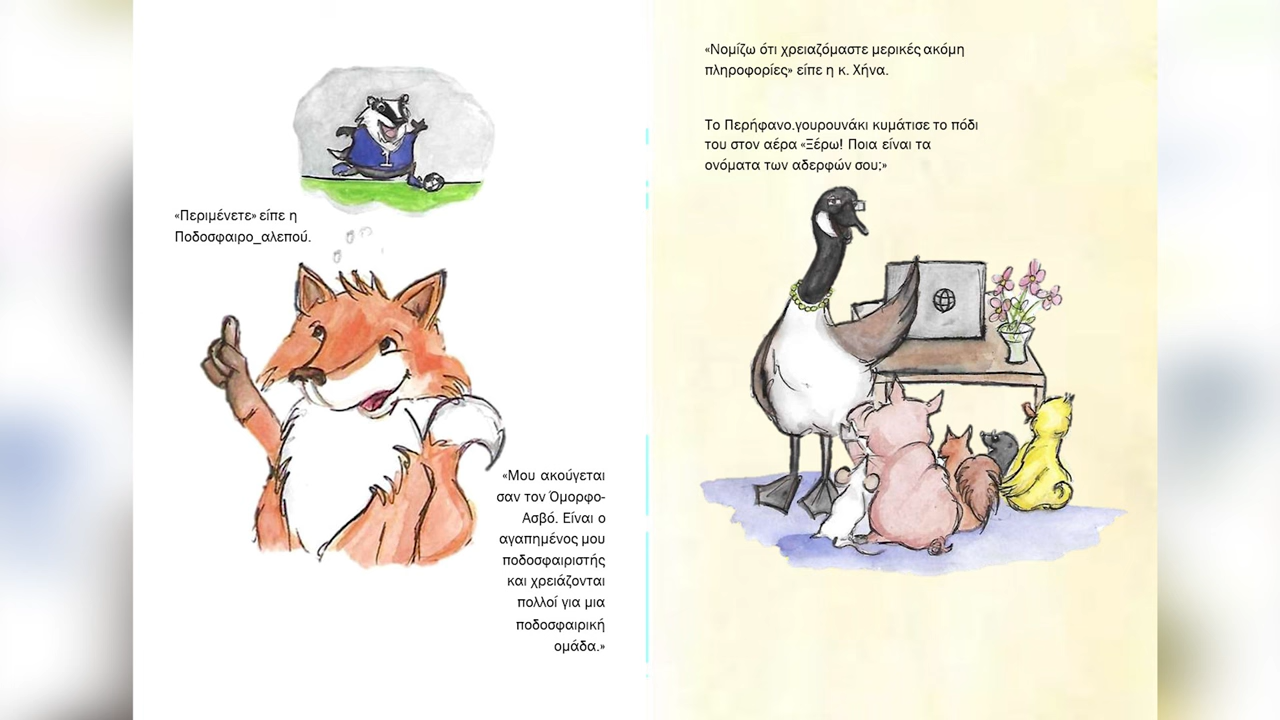 «Περιμένετε» είπε η
Ποδοσφαιρο_αλεπού.
«Μου ακούγεται
σαν τον Όμορφο-
Ασβό. Είναι ο
αγαπημένος μου
ποδοσφαιριστής
και χρειάζονται
πολλοί για μια
ποδοσφαιρική
ομάδα.»
«Νομίζω ότι χρειαζόμαστε μερικές ακόμη
πληροφορίες» είπε η κ. Χήνα.
Το Περήφανο.γουρουνάκι κυμάτισε το πόδι
του στον αέρα «Ξέρω! Ποια είναι τα
ονόματα των αδερφών σου;»